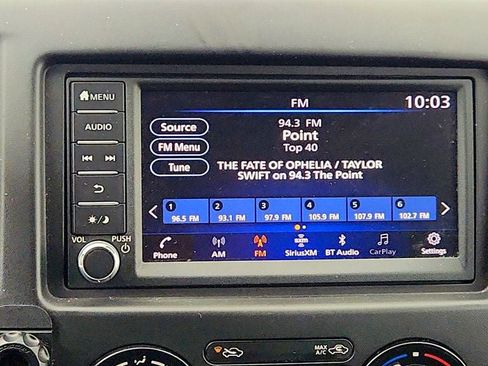 FM
10:03
MENU
AUDIO
VOL
PUSH
Source
FM Menu
Tune
94.3 FM
Point
Top 40
THE FATE OF OPHELIA / TAYLOR
SWIFT on 94.3 The Point
1 2 3 4 5 6
96.5 FM 93.1 FM 97.9 FM 105.9 FM 107.9 FM 102.7 FM
Phone AM FM SiriusXM BT Audio CarPlay Settings
MAX
A/C